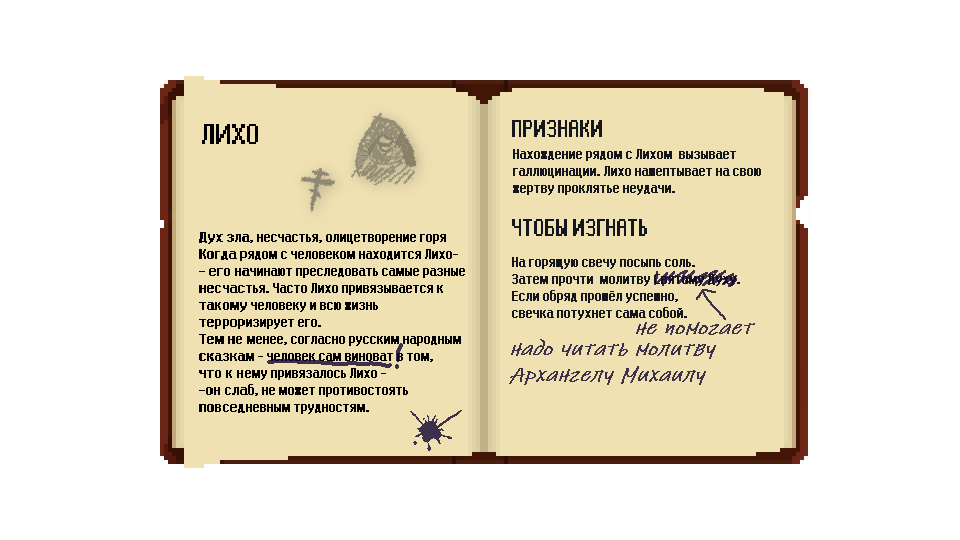 ЛИХО
Дух зла, несчастья, олицетворение горя
Когда рядом с человеком находится Лихо-
- его начинают преследовать самые разные
несчастья. Часто Лихо привязывается к
такому человеку и всю жизнь
терроризирует его.
Тем не менее, согласно русским народным
сказкам - человек сам виноват в том,
что к нему привязалось Лихо -
-он слаб, не может противостоять
повседневным трудностям.
ПРИЗНАКИ
Нахождение рядом с Лихом вызывает
галлюцинации. Лихо нашептывает на свою
жертву проклятье неудачи.
ЧТОБЫ ИЗГНАТЬ
На горящую свечу посыпь соль.
Затем прочти молитву
Если обряд прошёл успешно,
свечка потухнет сама собой.
не помогает
надо читать молитву
Архангелу Михаилу